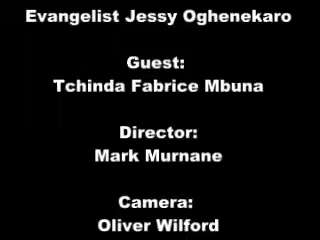 Evangelist Jessy Oghenekaro
Guest:
Tchinda Fabrice Mbuna
Director:
Mark Murnane
Camera:
Oliver Wilford